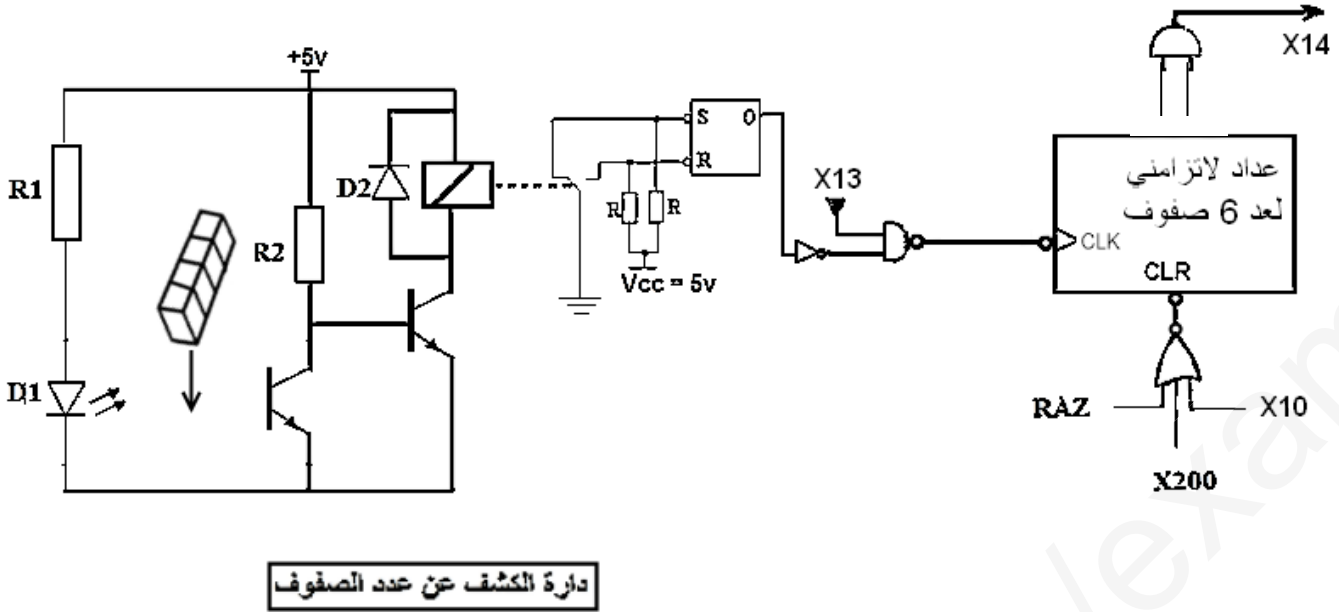 +5v
R1
D1
R2
D2
S 0
R
R R
Vcc = 5v
X13
X14
عداد لاتزامني
لعد 6 صفوف
CLK
CLR
RAZ
X10
X200
دارة الكشف عن عدد الصفوف